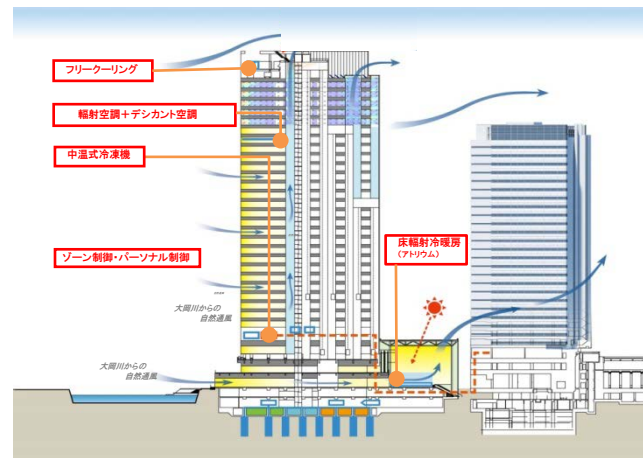 フリークーリング
輻射空調+デシカント空調
中温式冷凍機
ゾーン制御・パーソナル制御
床輻射冷暖房
(アトリウム)
大岡川からの
自然通風
大岡川からの
自然通風